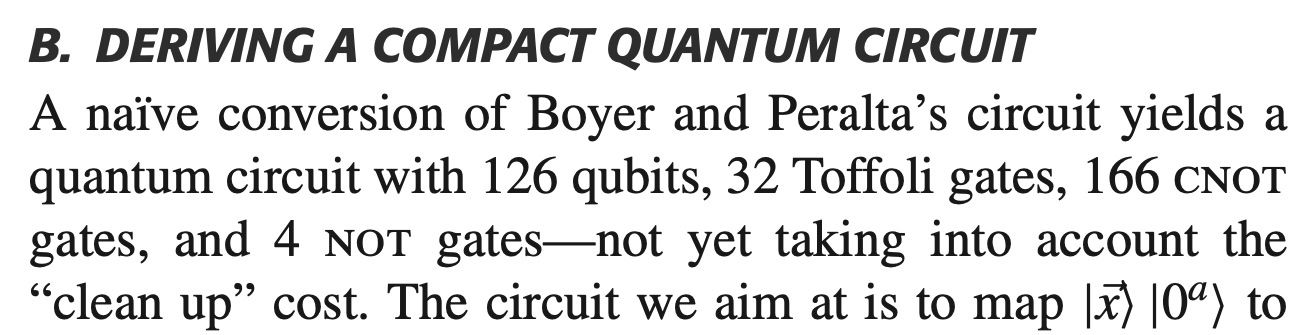 B. DERIVING A COMPACT QUANTUM CIRCUIT
A naïve conversion of Boyer and Peralta’s circuit yields a
quantum circuit with 126 qubits, 32 Toffoli gates, 166 CNOT
gates, and 4 NOT gates—not yet taking into account the
“clean up” cost. The circuit we aim at is to map |x⃗⟩ |0ᵃ⟩ to